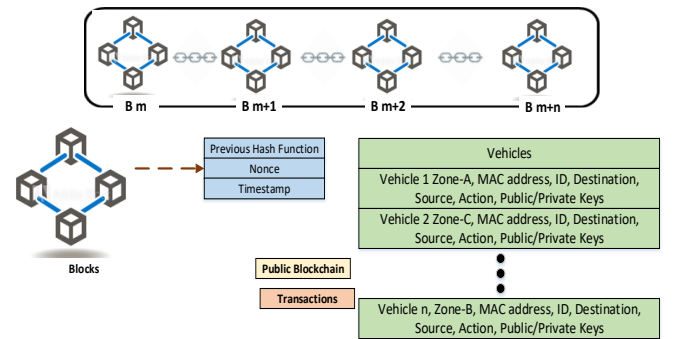 B m
B m+1
B m+2
B m+n
Previous Hash Function
Nonce
Timestamp
Blocks
Public Blockchain
Transactions
Vehicles
Vehicle 1 Zone-A, MAC address, ID, Destination,
Source, Action, Public/Private Keys
Vehicle 2 Zone-C, MAC address, ID, Destination,
Source, Action, Public/Private Keys
Vehicle n, Zone-B, MAC address, ID, Destination,
Source, Action, Public/Private Keys